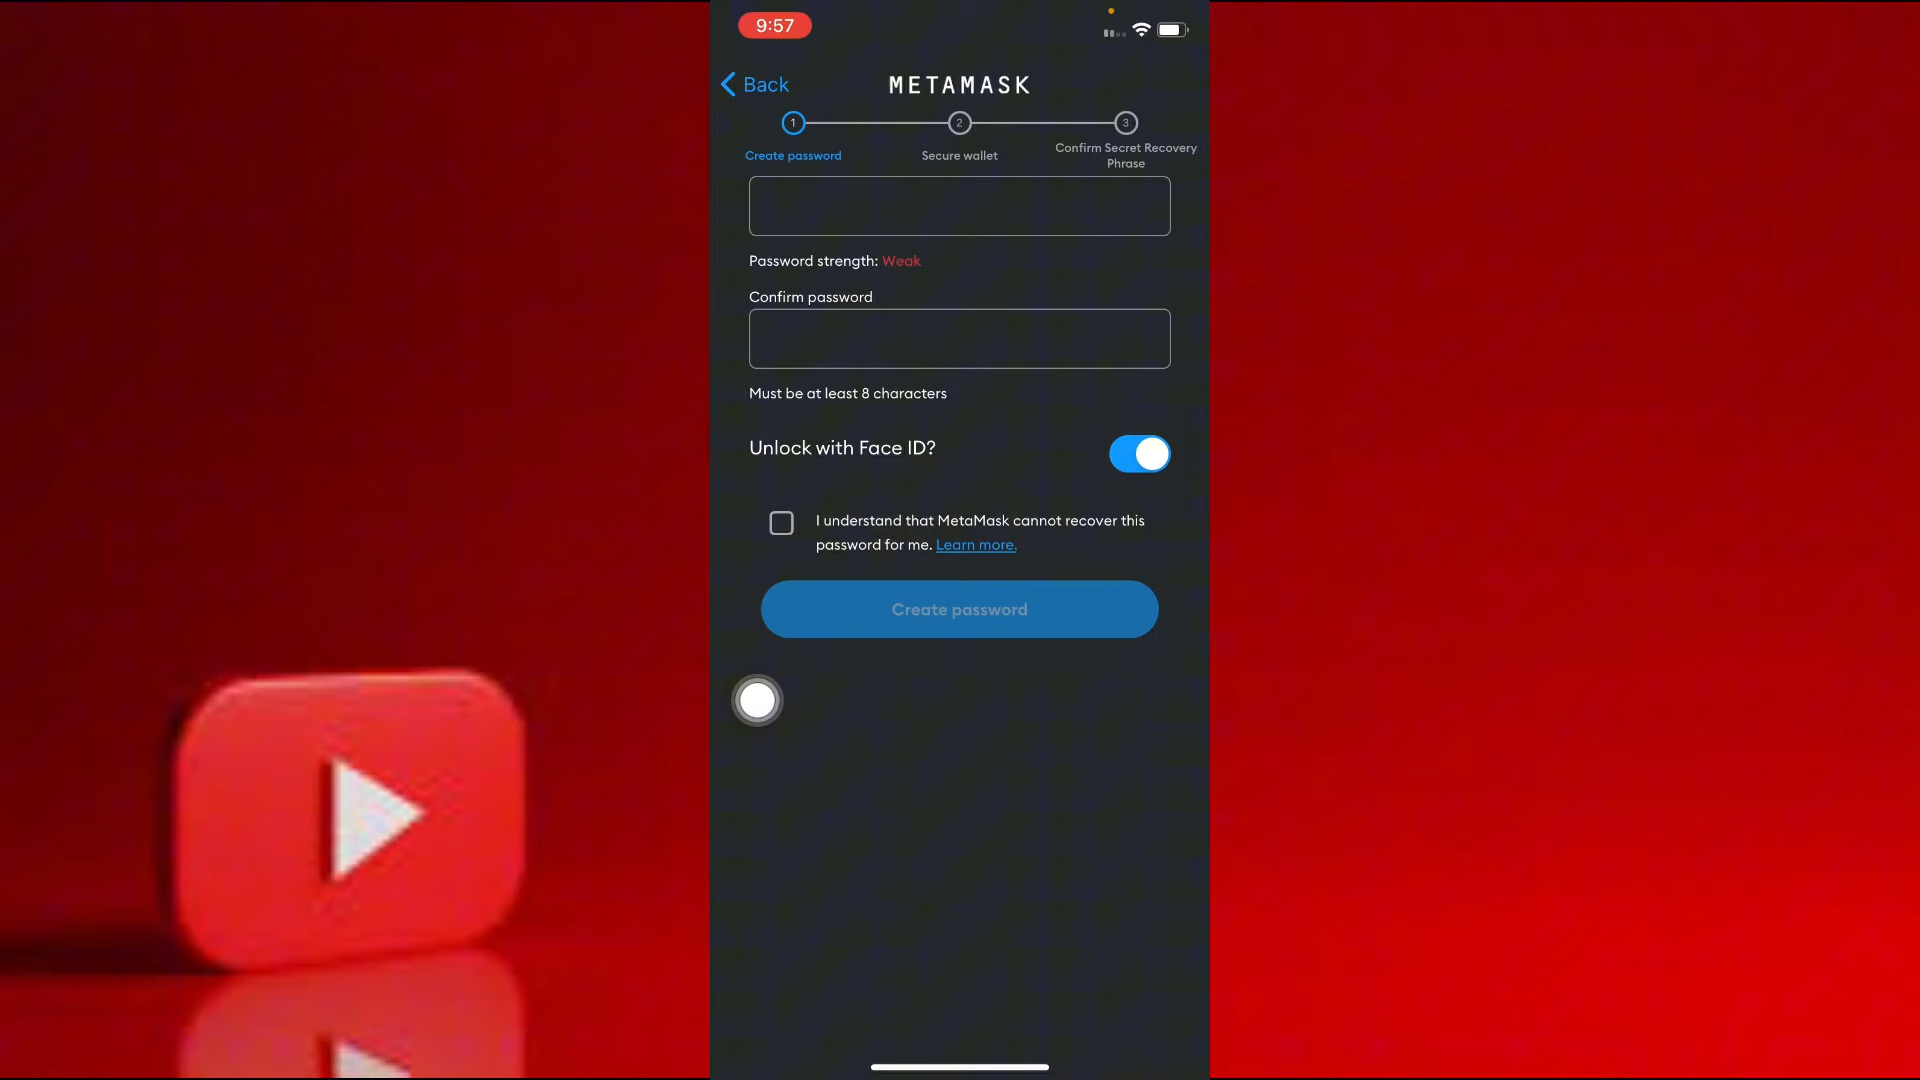 9:57
Back
METAMASK
1
2
3
Create password
Secure wallet
Confirm Secret Recovery
Phrase
Password strength: Weak
Confirm password
Must be at least 8 characters
Unlock with Face ID?
I understand that MetaMask cannot recover this
password for me. Learn more.
Create password